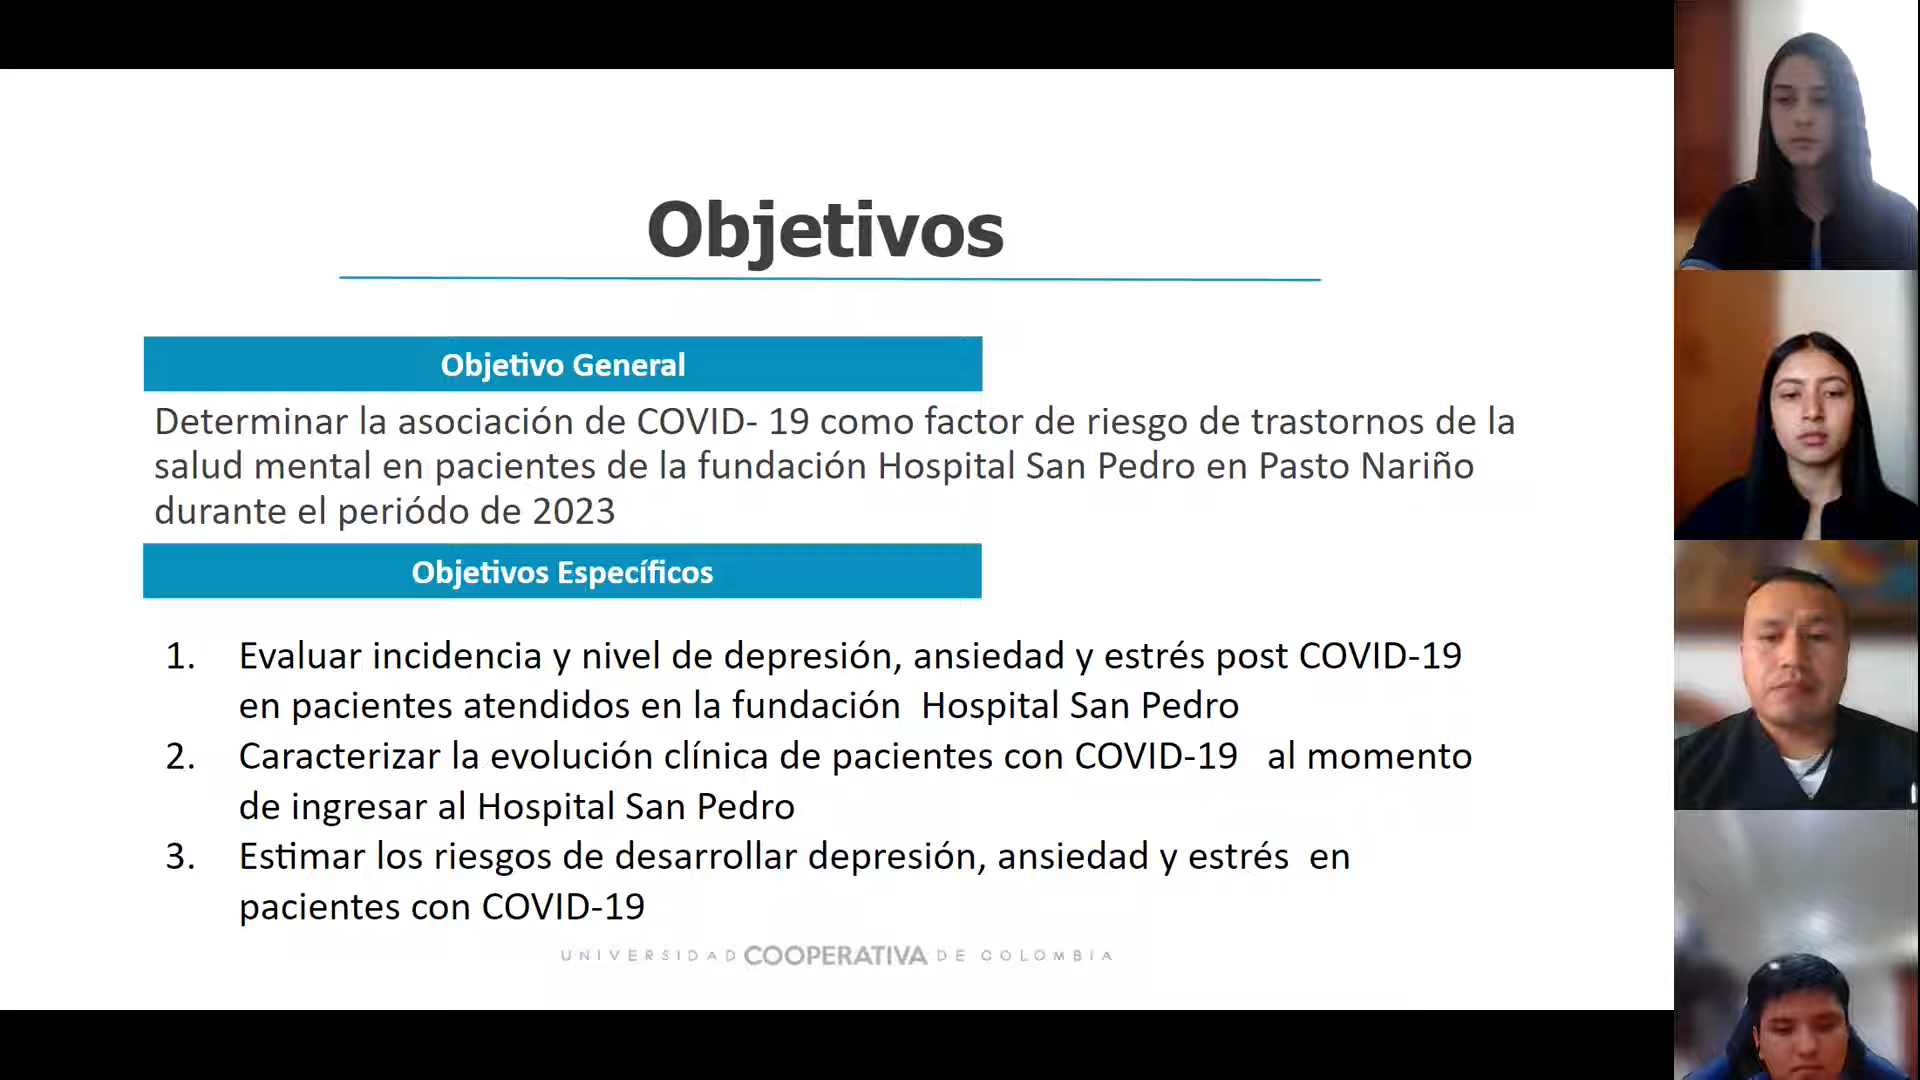 Objetivos
Objetivo General
Determinar la asociación de COVID- 19 como factor de riesgo de trastornos de la
salud mental en pacientes de la fundación Hospital San Pedro en Pasto Nariño
durante el periódo de 2023
Objetivos Específicos
1. Evaluar incidencia y nivel de depresión, ansiedad y estrés post COVID-19
en pacientes atendidos en la fundación Hospital San Pedro
2. Caracterizar la evolución clínica de pacientes con COVID-19 al momento
de ingresar al Hospital San Pedro
3. Estimar los riesgos de desarrollar depresión, ansiedad y estrés en
pacientes con COVID-19
UNIVERSIDAD COOPERATIVA DE COLOMBIA